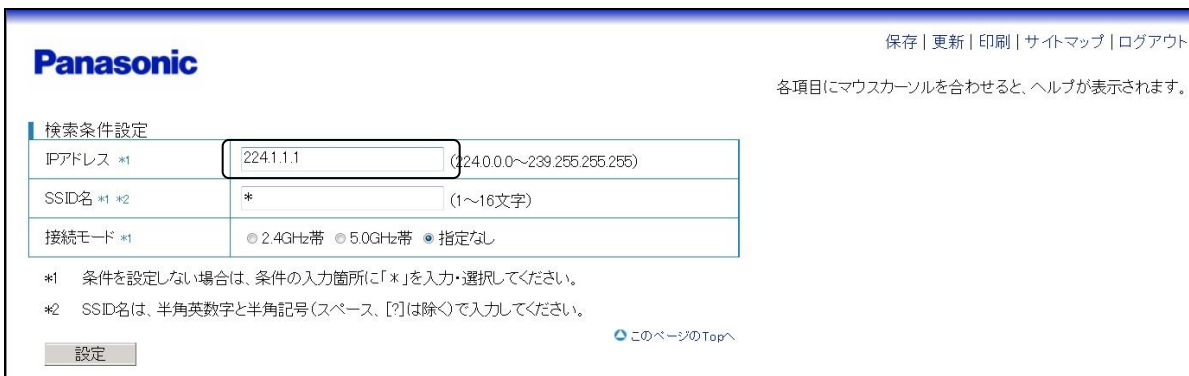 Panasonic
保存 | 更新 | 印刷 | サイトマップ | ログアウト
各項目にマウスカーソルを合わせると、ヘルプが表示されます。
検索条件設定
IPアドレス *1 224.1.1.1 (224.0.0.0～239.255.255.255)
SSID名 *1 *2 * (1～16文字)
接続モード *1 2.4GHz帯 5.0GHz帯 指定なし
*1 条件を設定しない場合は、条件の入力箇所に「*」を入力・選択してください。
*2 SSID名は、半角英数字と半角記号(スペース、[?]は除く)で入力してください。
このページのTopへ
設定